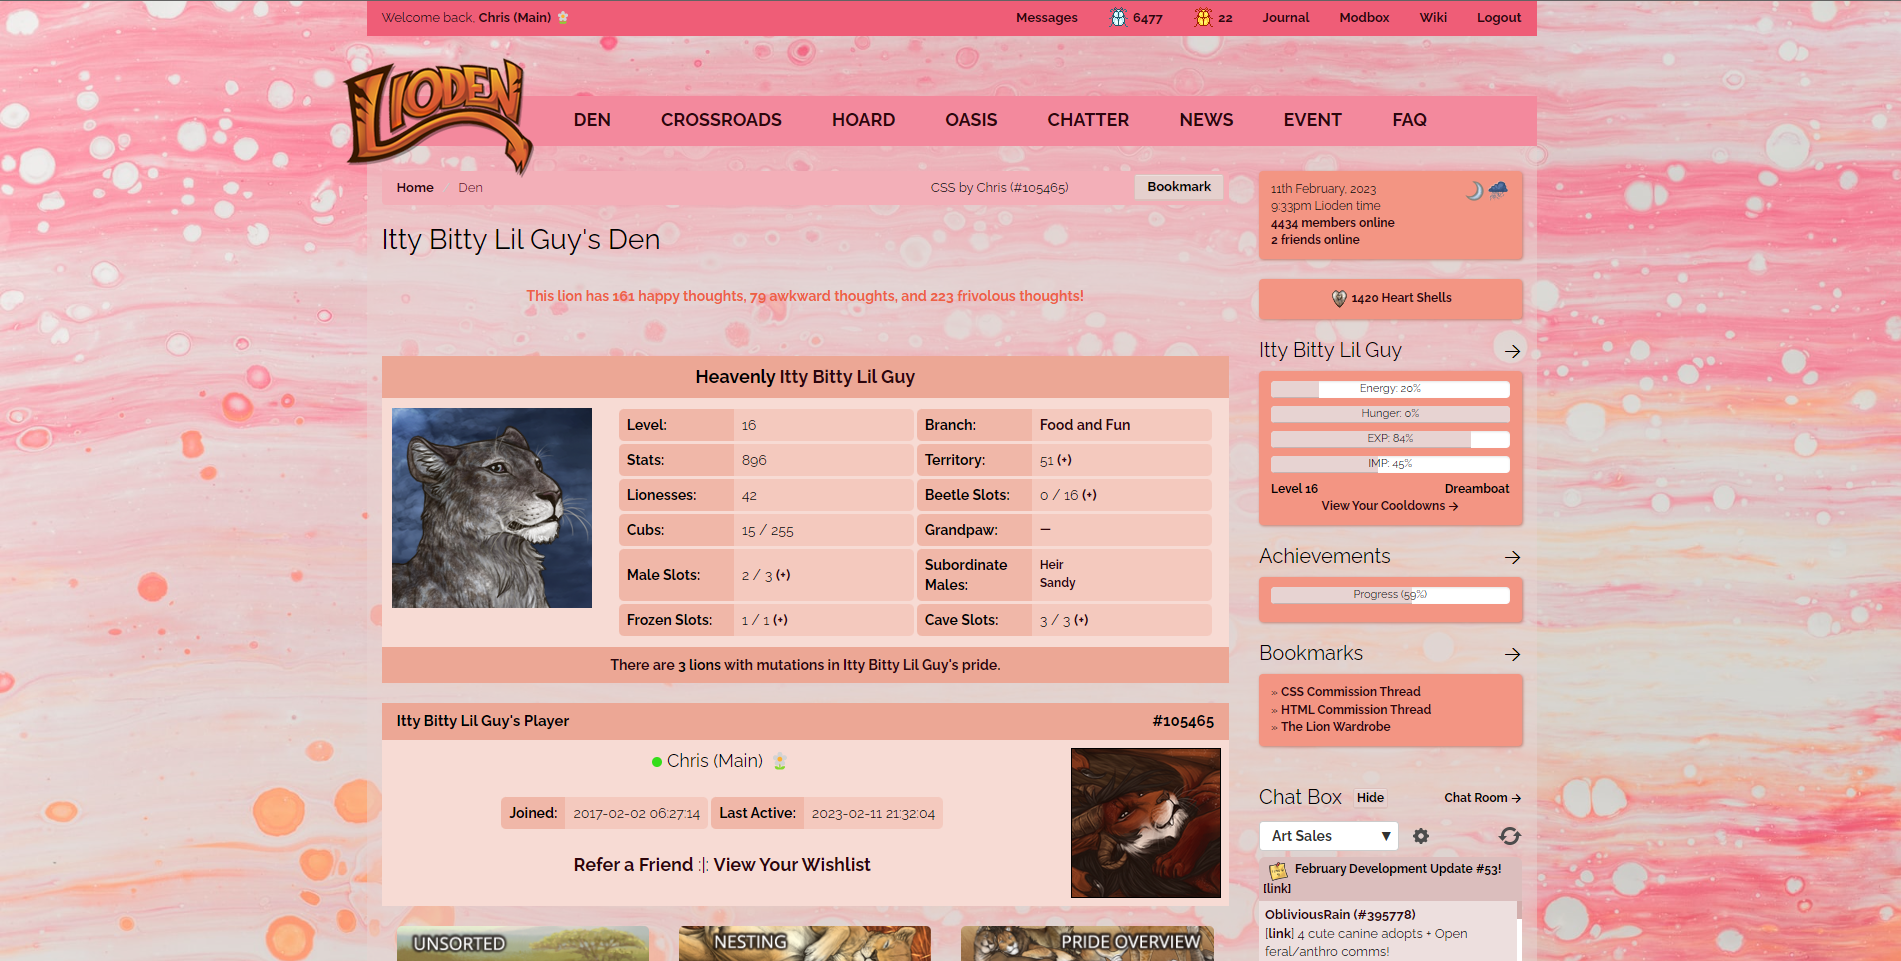 Welcome back, Chris (Main)
Messages 6477 22 Journal Modbox Wiki Logout
LIODEN
DEN CROSSROADS HOARD OASIS CHATTER NEWS EVENT FAQ
Home Den CSS by Chris (#105465) Bookmark
Itty Bitty Lil Guy's Den
This lion has 161 happy thoughts, 79 awkward thoughts, and 223 frivolous thoughts!
Heavenly Itty Bitty Lil Guy
Level: 16 Branch: Food and Fun
Stats: 896 Territory: 51 (+)
Lionesses: 42 Beetle Slots: 0 / 16 (+)
Cubs: 15 / 255 Grandpaw: —
Male Slots: 2 / 3 (+) Subordinate Males: Heir
Sandy
Frozen Slots: 1 / 1 (+) Cave Slots: 3 / 3 (+)
There are 3 lions with mutations in Itty Bitty Lil Guy's pride.
Itty Bitty Lil Guy's Player #105465
Chris (Main)
Joined: 2017-02-02 06:27:14 Last Active: 2023-02-11 21:32:04
Refer a Friend :|: View Your Wishlist
UNSORTED NESTING PRIDE OVERVIEW
11th February, 2023
9:33pm Lioden time
4434 members online
2 friends online
1420 Heart Shells
Itty Bitty Lil Guy →
Energy: 20%
Hunger: 0%
EXP: 84%
IMP: 45%
Level 16 Dreamboat
View Your Cooldowns →
Achievements →
Progress (59%)
Bookmarks →
» CSS Commission Thread
» HTML Commission Thread
» The Lion Wardrobe
Chat Box Hide Chat Room →
Art Sales ▼
February Development Update #53!
[link]
ObliviousRain (#395778)
[link] 4 cute canine adopts + Open
feral/anthro comms!